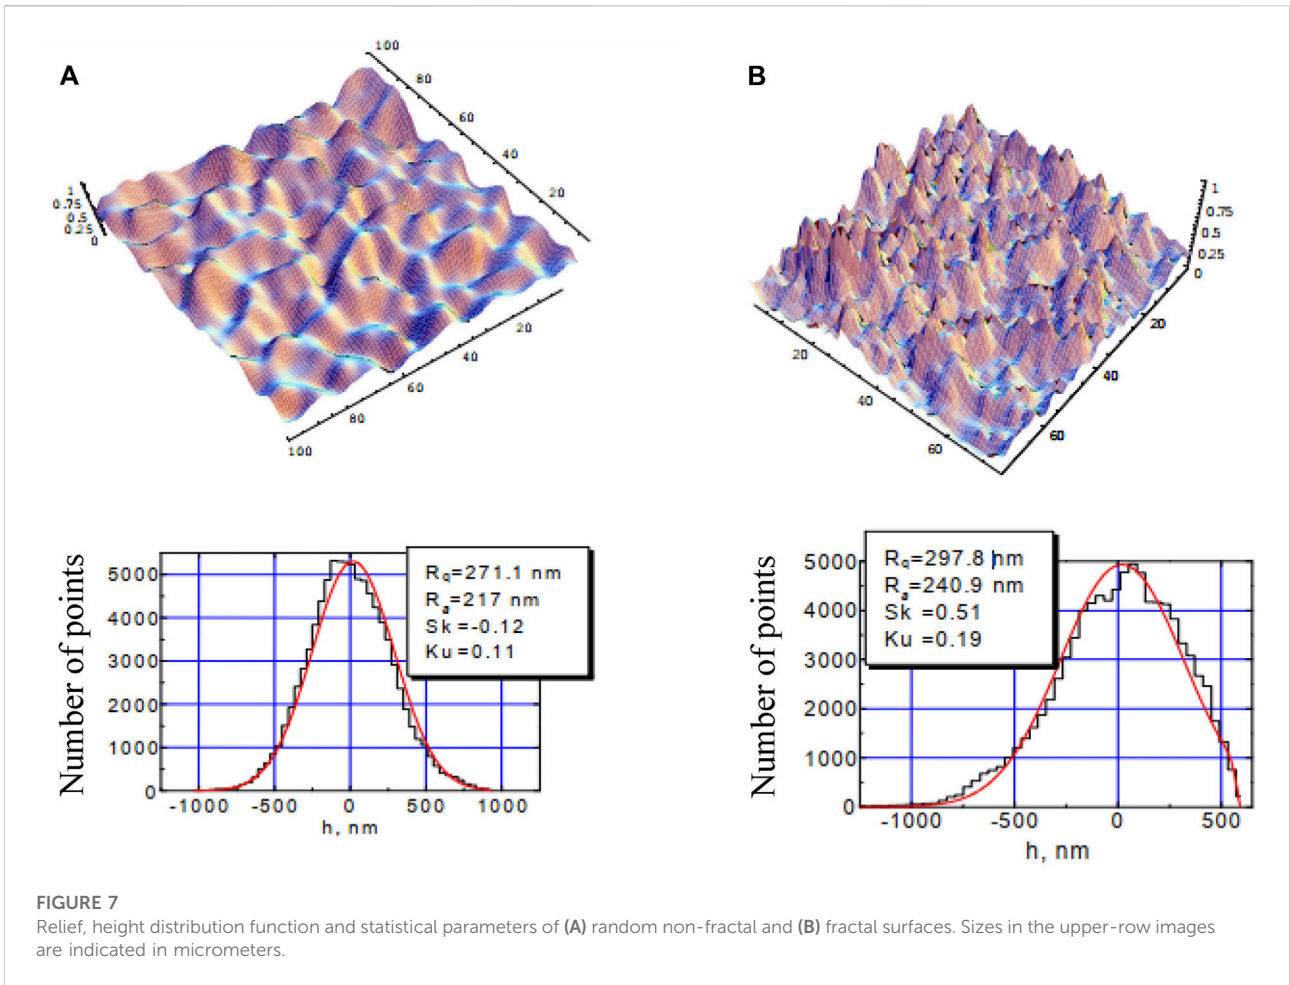 A
100
80
60
40
20
1
0.75
0.5
0.25
0
20
40
60
80
100
B
1
0.75
0.5
0.25
0
20
40
60
20
40
60
Number of points
5000
4000
3000
2000
1000
0
-1000 -500 0 500 1000
h, nm
Rq=271.1 nm
Ra=217 nm
Sk=-0.12
Ku=0.11
Number of points
5000
4000
3000
2000
1000
0
-1000 -500 0 500
h, nm
Rq=297.8 nm
Ra=240.9 nm
Sk=0.51
Ku=0.19
FIGURE 7
Relief, height distribution function and statistical parameters of (A) random non-fractal and (B) fractal surfaces. Sizes in the upper-row images
are indicated in micrometers.